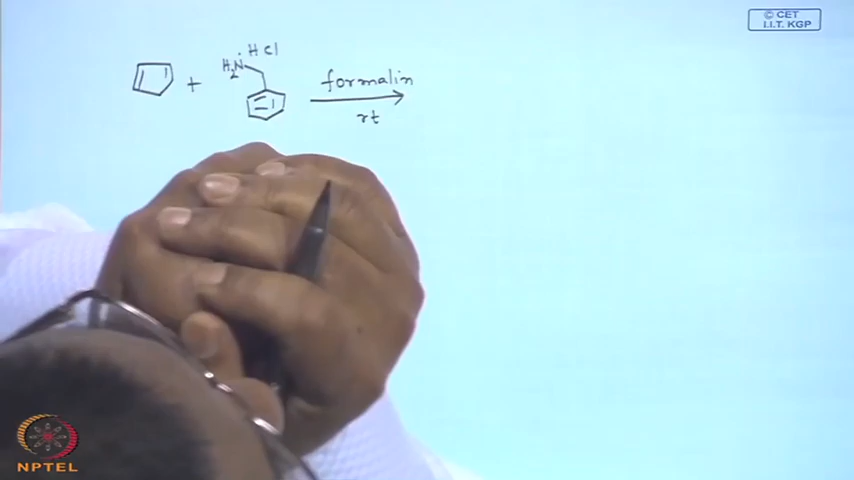 © CET
I.I.T. KGP
H₂N·HCl
+
formalin
rt
NPTEL